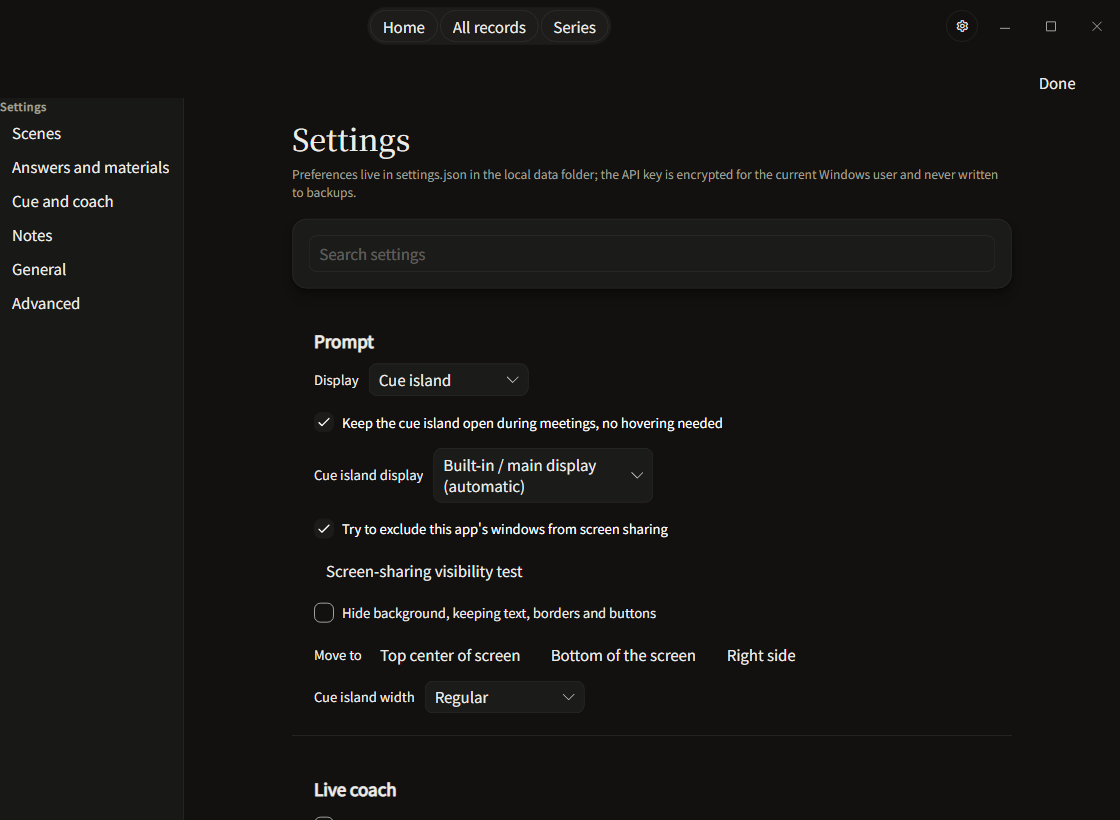 Home
All records
Series
Done
Settings
Scenes
Answers and materials
Cue and coach
Notes
General
Advanced
Settings
Preferences live in settings.json in the local data folder; the API key is encrypted for the current Windows user and never written
to backups.
Search settings
Prompt
Display
Cue island
Keep the cue island open during meetings, no hovering needed
Cue island display
Built-in / main display
(automatic)
Try to exclude this app's windows from screen sharing
Screen-sharing visibility test
Hide background, keeping text, borders and buttons
Move to
Top center of screen
Bottom of the screen
Right side
Cue island width
Regular
Live coach